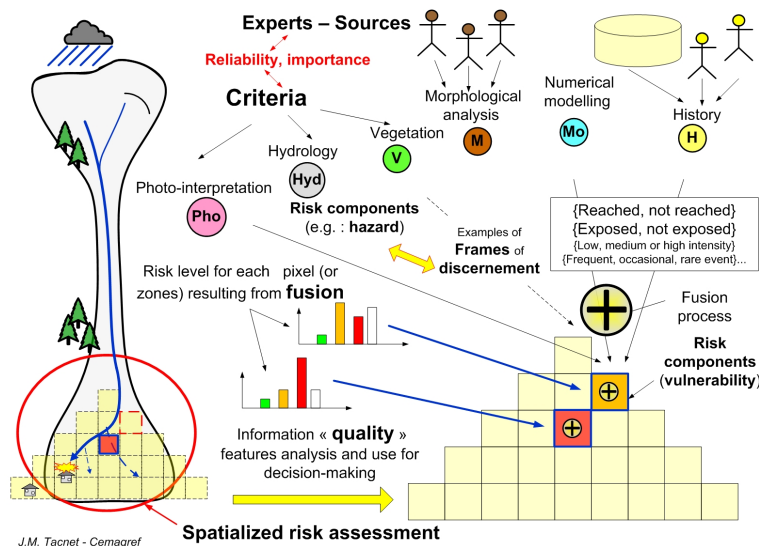 Experts – Sources
Reliability, importance
Criteria
Morphological
analysis
M
Numerical
modelling
Mo
History
H
Vegetation
V
Hydrology
Hyd
Photo-interpretation
Pho
Risk components
(e.g. : hazard)
Examples of
Frames of
discernement
{Reached, not reached}
{Exposed, not exposed}
{Low, medium or high intensity}
{Frequent, occasional, rare event}...
Risk level for each pixel (or
zones) resulting from fusion
Fusion
process
Risk
components
(vulnerability)
Information « quality »
features analysis and use for
decision-making
Spatialized risk assessment
J.M. Tacnet - Cemagref